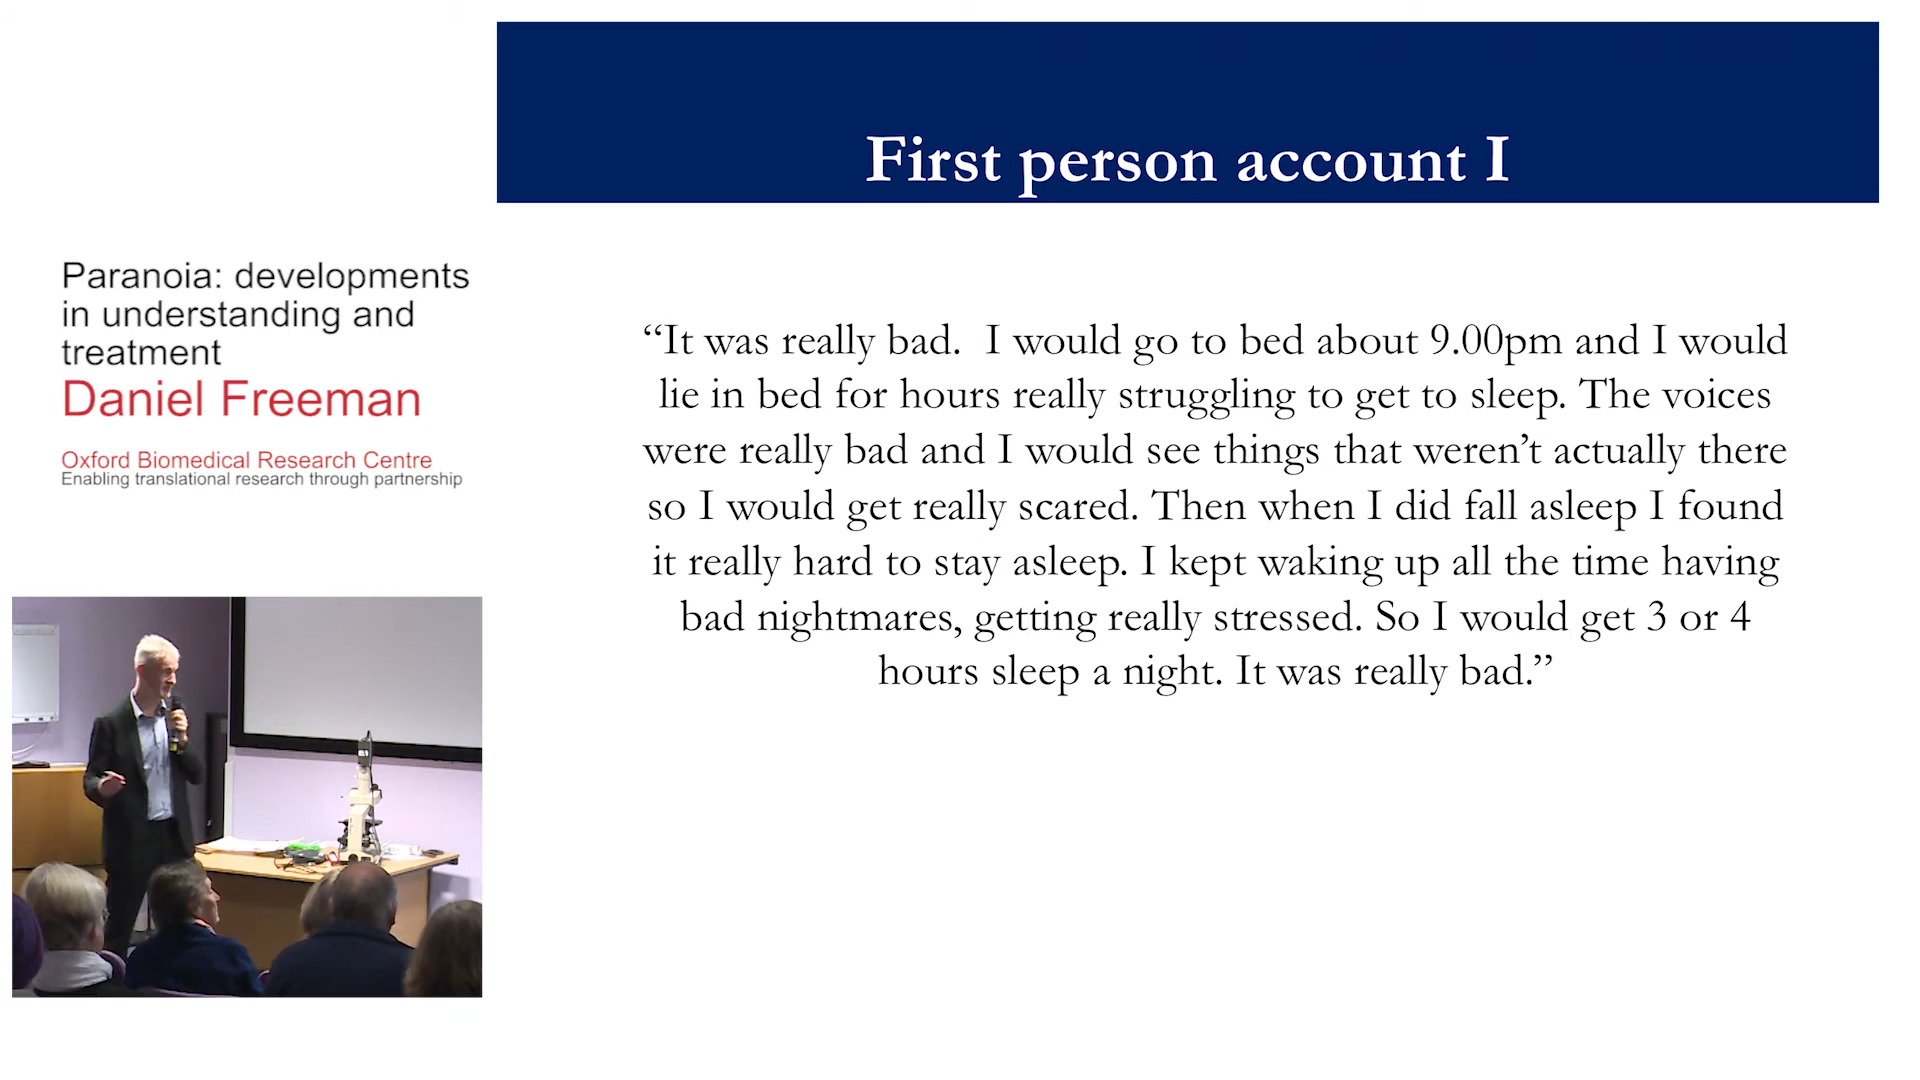 First person account I
Paranoia: developments
in understanding and
treatment
Daniel Freeman
Oxford Biomedical Research Centre
Enabling translational research through partnership
“It was really bad.  I would go to bed about 9.00pm and I would
lie in bed for hours really struggling to get to sleep. The voices
were really bad and I would see things that weren’t actually there
so I would get really scared. Then when I did fall asleep I found
it really hard to stay asleep. I kept waking up all the time having
bad nightmares, getting really stressed. So I would get 3 or 4
hours sleep a night. It was really bad.”